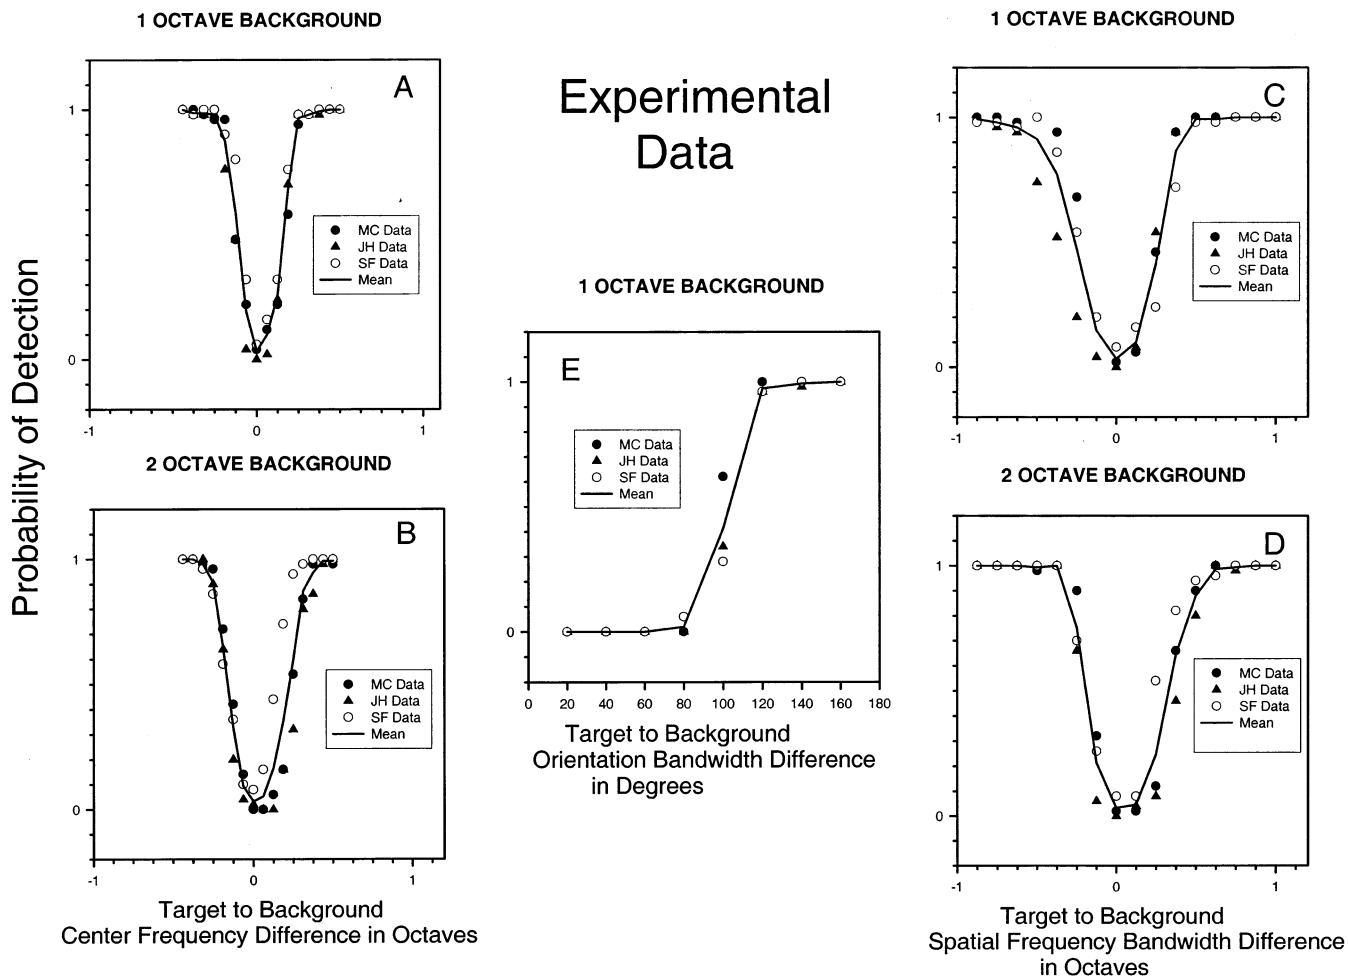 1 OCTAVE BACKGROUND
A
1
0
MC Data
JH Data
SF Data
Mean
-1
0
1
2 OCTAVE BACKGROUND
B
1
0
MC Data
JH Data
SF Data
Mean
-1
0
1
Target to Background
Center Frequency Difference in Octaves
Probability of Detection
Experimental
Data
1 OCTAVE BACKGROUND
E
1
0
MC Data
JH Data
SF Data
Mean
0 20 40 60 80 100 120 140 160 180
Target to Background
Orientation Bandwidth Difference
in Degrees
1 OCTAVE BACKGROUND
C
1
0
MC Data
JH Data
SF Data
Mean
-1
0
1
2 OCTAVE BACKGROUND
D
1
0
MC Data
JH Data
SF Data
Mean
-1
0
1
Target to Background
Spatial Frequency Bandwidth Difference
in Octaves